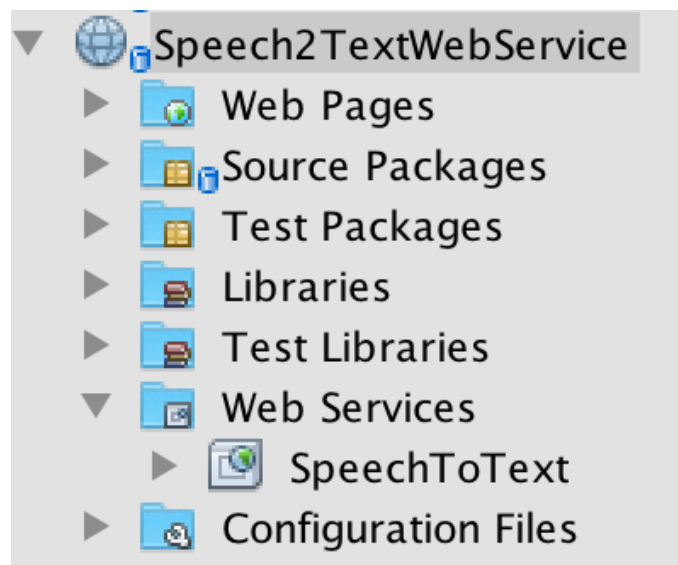 Speech2TextWebService
Web Pages
Source Packages
Test Packages
Libraries
Test Libraries
Web Services
SpeechToText
Configuration Files